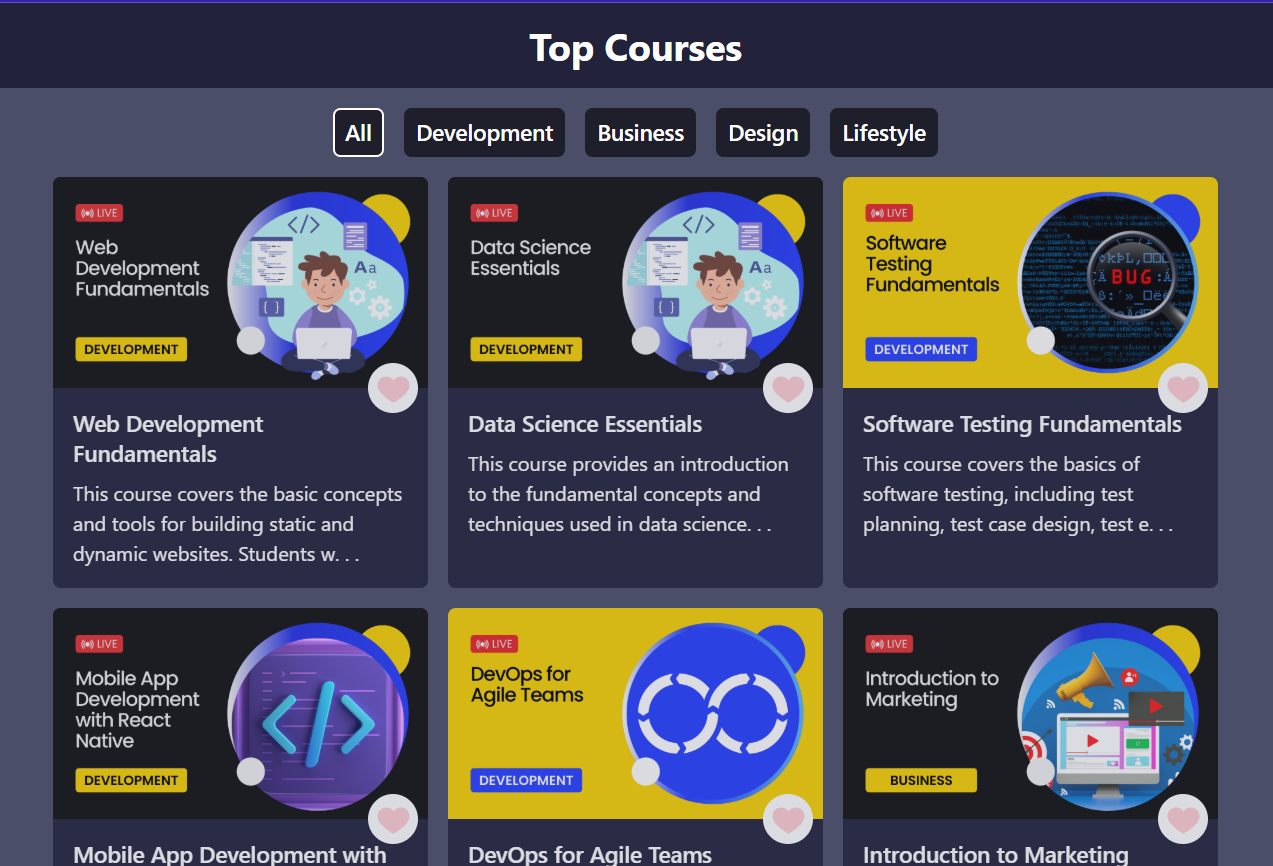 Top Courses
All
Development
Business
Design
Lifestyle
LIVE
Web
Development
Fundamentals
DEVELOPMENT
Web Development
Fundamentals
This course covers the basic concepts
and tools for building static and
dynamic websites. Students w. . .
LIVE
Data Science
Essentials
DEVELOPMENT
Data Science Essentials
This course provides an introduction
to the fundamental concepts and
techniques used in data science. . .
LIVE
Software
Testing
Fundamentals
BUG
DEVELOPMENT
Software Testing Fundamentals
This course covers the basics of
software testing, including test
planning, test case design, test e. . .
LIVE
Mobile App
Development
with React
Native
DEVELOPMENT
Mobile App Development with
LIVE
DevOps for
Agile Teams
DEVELOPMENT
DevOps for Agile Teams
LIVE
Introduction to
Marketing
BUSINESS
Introduction to Marketing